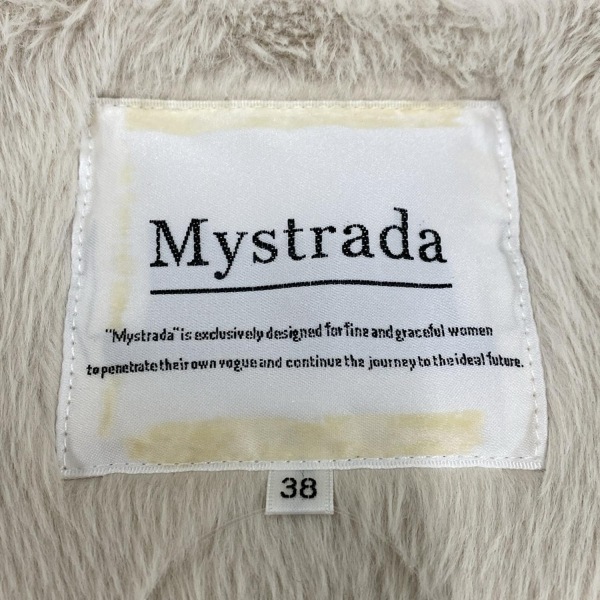 Mystrada
"Mystrada" is exclusively designed for fine and graceful women
to penetrate their own vogue and continue the journey to the ideal future.
38